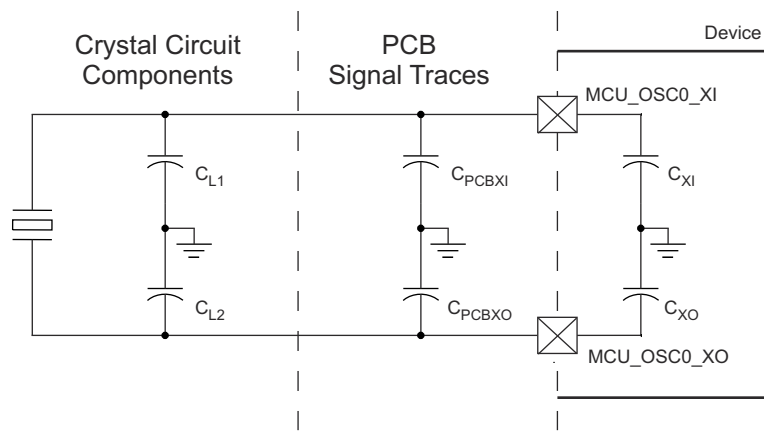 Crystal Circuit
Components
PCB
Signal Traces
Device
MCU_OSC0_XI
CL1
CPCBXI
CXI
CL2
CPCBXO
CXO
MCU_OSC0_XO